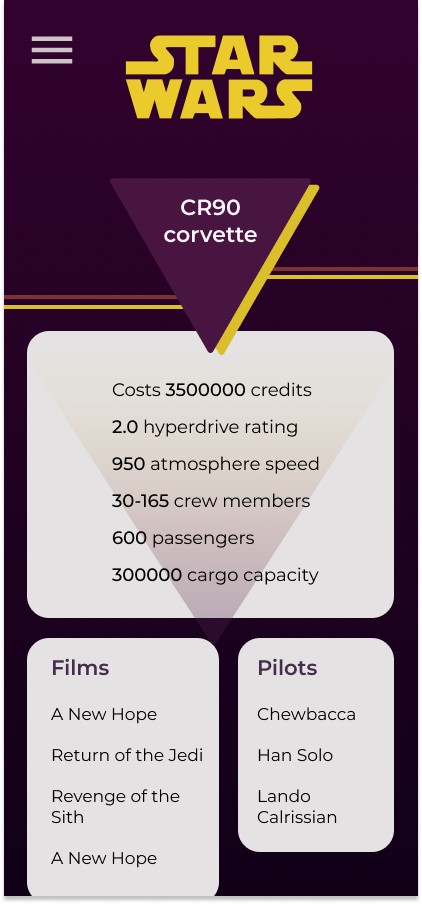 STAR
WARS
CR90
corvette
Costs 3500000 credits
2.0 hyperdrive rating
950 atmosphere speed
30-165 crew members
600 passengers
300000 cargo capacity
Films
A New Hope
Return of the Jedi
Revenge of the
Sith
A New Hope
Pilots
Chewbacca
Han Solo
Lando
Calrissian